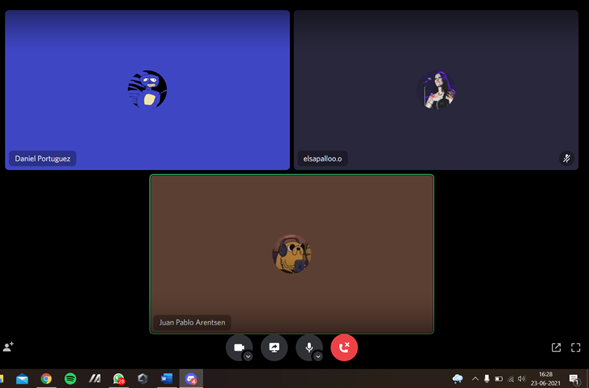 Daniel Portuguez
elsapalloo.o
Juan Pablo Arentsen
16:28
23-06-2021